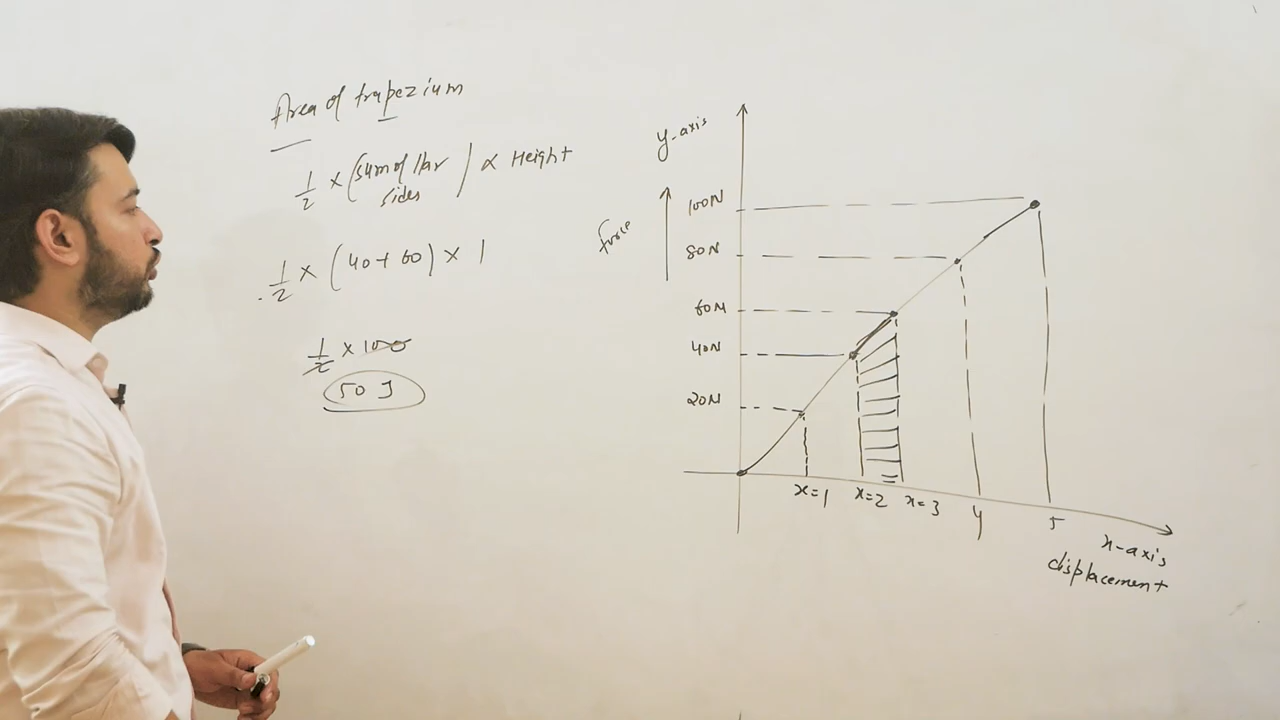 Area of trapezium
1/2 × (sum of llar sides) × Height
1/2 × (40+60) × 1
1/2 × 100
50 J
y-axis
Force
100N
80N
60N
40N
20N
x=1
x=2
x=3
4
5
x-axis
displacement